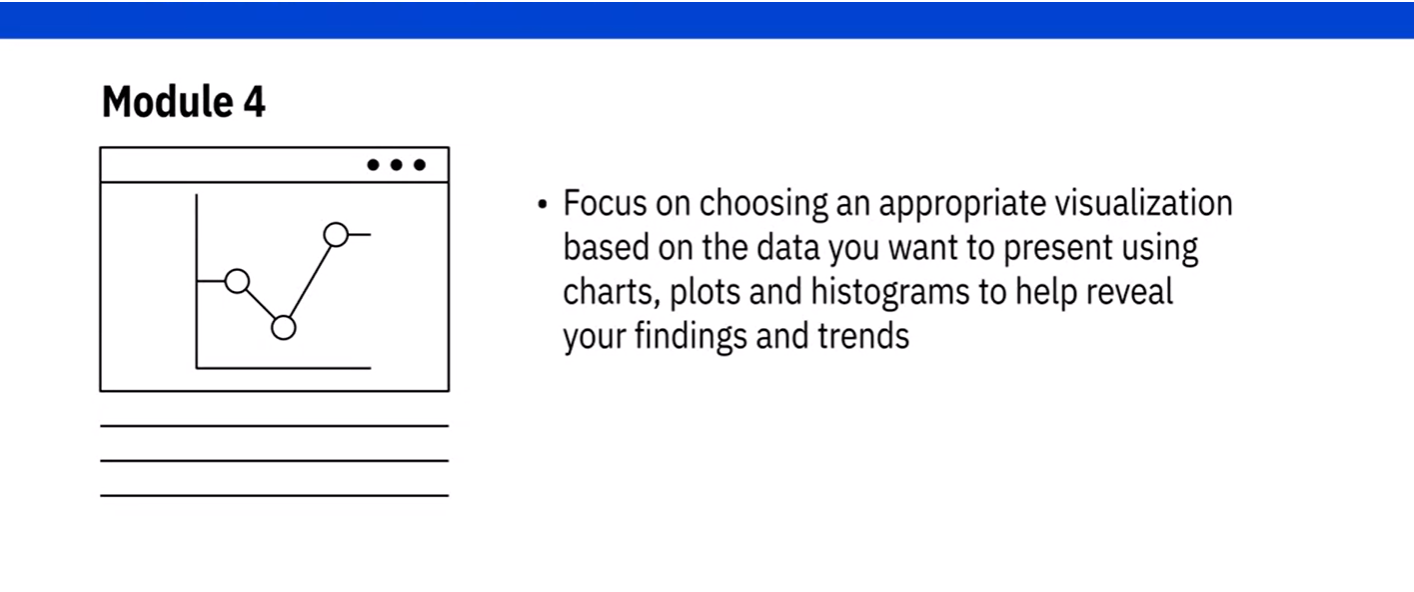 Module 4
• Focus on choosing an appropriate visualization
based on the data you want to present using
charts, plots and histograms to help reveal
your findings and trends